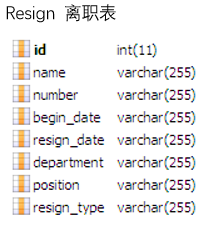 Resign 离职表
id int(11)
name varchar(255)
number varchar(255)
begin_date varchar(255)
resign_date varchar(255)
department varchar(255)
position varchar(255)
resign_type varchar(255)